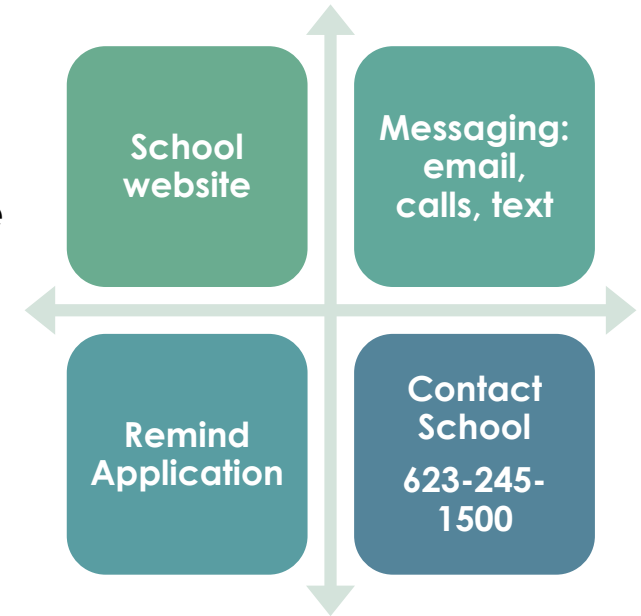 School
website
Messaging:
email,
calls, text
Remind
Application
Contact
School
623-245-
1500